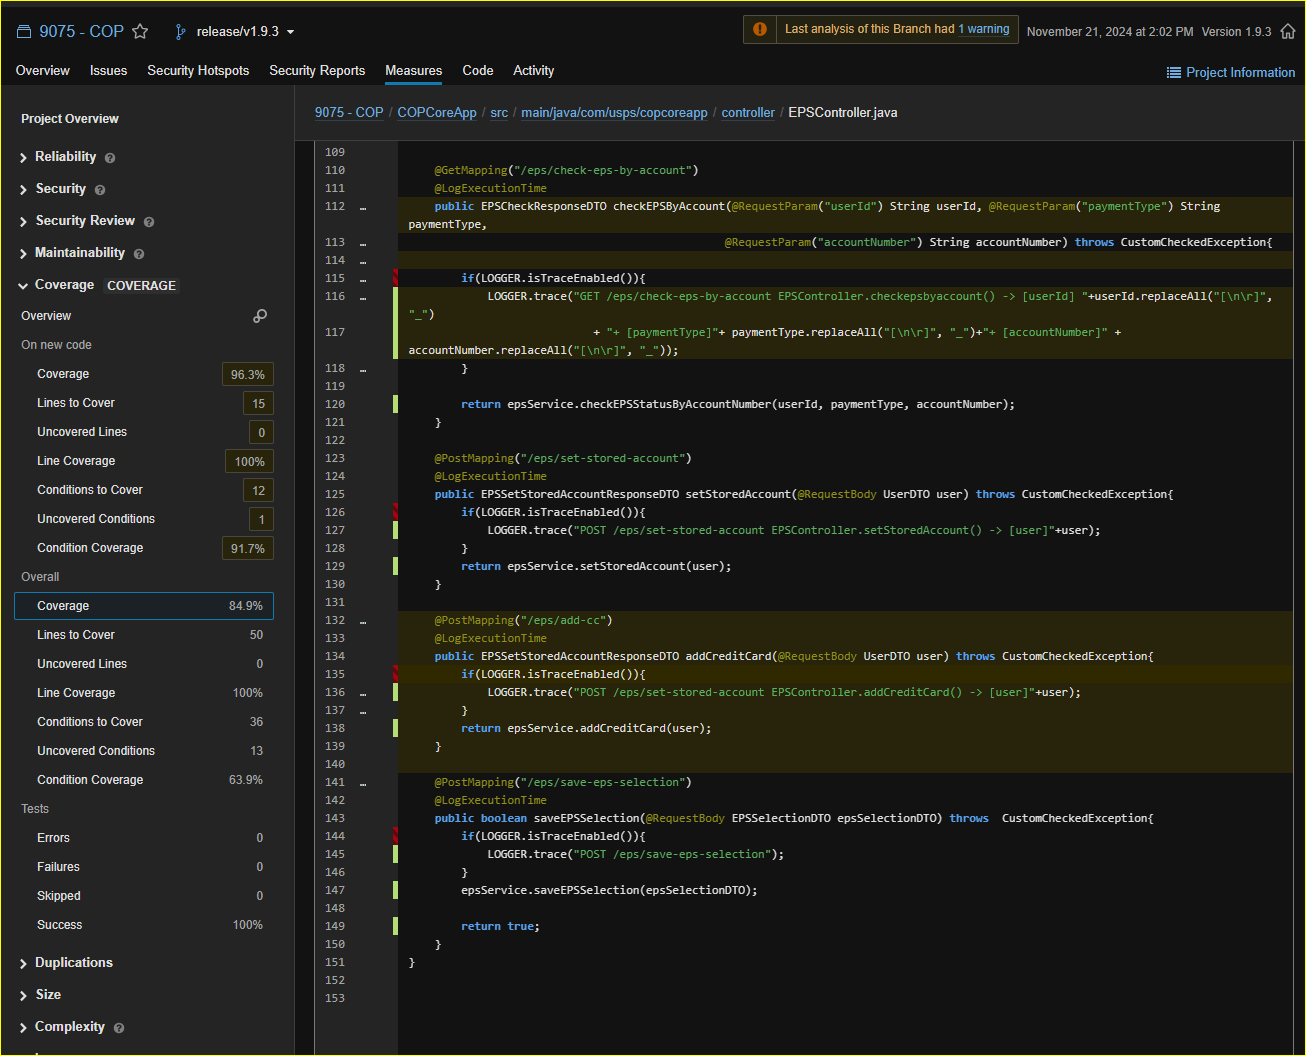 9075 - COP release/v1.9.3 Last analysis of this Branch had 1 warning November 21, 2024 at 2:02 PM Version 1.9.3
Overview Issues Security Hotspots Security Reports Measures Code Activity Project Information
Project Overview
Reliability
Security
Security Review
Maintainability
Coverage COVERAGE
Overview
On new code
Coverage 96.3%
Lines to Cover 15
Uncovered Lines 0
Line Coverage 100%
Conditions to Cover 12
Uncovered Conditions 1
Condition Coverage 91.7%
Overall
Coverage 84.9%
Lines to Cover 50
Uncovered Lines 0
Line Coverage 100%
Conditions to Cover 36
Uncovered Conditions 13
Condition Coverage 63.9%
Tests
Errors 0
Failures 0
Skipped 0
Success 100%
Duplications
Size
Complexity
9075 - COP / COPCoreApp / src / main/java/com/usps/copcoreapp / controller / EPSController.java
109
110 @GetMapping("/eps/check-eps-by-account")
111 @LogExecutionTime
112 … public EPSCheckResponseDTO checkEPSByAccount(@RequestParam("userId") String userId, @RequestParam("paymentType") String
paymentType,
113 … @RequestParam("accountNumber") String accountNumber) throws CustomCheckedException{
114 …
115 … if(LOGGER.isTraceEnabled()){
116 … LOGGER.trace("GET /eps/check-eps-by-account EPSController.checkepsbyaccount() -> [userId] "+userId.replaceAll("[\n\r]",
"_")
117 + "+ [paymentType]"+ paymentType.replaceAll("[\n\r]", "_")+"+ [accountNumber]" +
accountNumber.replaceAll("[\n\r]", "_"));
118 … }
119
120 return epsService.checkEPSStatusByAccountNumber(userId, paymentType, accountNumber);
121 }
122
123 @PostMapping("/eps/set-stored-account")
124 @LogExecutionTime
125 public EPSSetStoredAccountResponseDTO setStoredAccount(@RequestBody UserDTO user) throws CustomCheckedException{
126 if(LOGGER.isTraceEnabled()){
127 LOGGER.trace("POST /eps/set-stored-account EPSController.setStoredAccount() -> [user]"+user);
128 }
129 return epsService.setStoredAccount(user);
130 }
131
132 … @PostMapping("/eps/add-cc")
133 @LogExecutionTime
134 public EPSSetStoredAccountResponseDTO addCreditCard(@RequestBody UserDTO user) throws CustomCheckedException{
135 if(LOGGER.isTraceEnabled()){
136 … LOGGER.trace("POST /eps/set-stored-account EPSController.addCreditCard() -> [user]"+user);
137 … }
138 return epsService.addCreditCard(user);
139 }
140
141 … @PostMapping("/eps/save-eps-selection")
142 @LogExecutionTime
143 public boolean saveEPSSelection(@RequestBody EPSSelectionDTO epsSelectionDTO) throws  CustomCheckedException{
144 if(LOGGER.isTraceEnabled()){
145 LOGGER.trace("POST /eps/save-eps-selection");
146 }
147 epsService.saveEPSSelection(epsSelectionDTO);
148
149 return true;
150 }
151 }
152
153